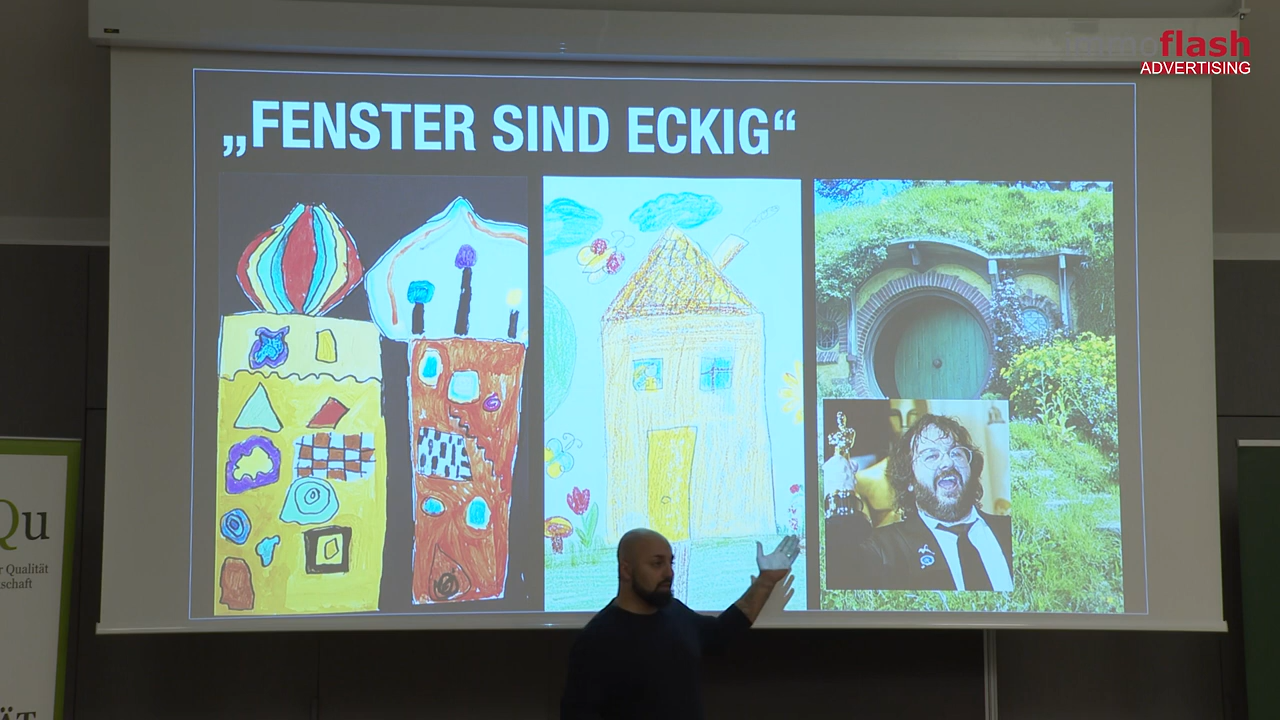 flash
ADVERTISING
„FENSTER SIND ECKIG“
Qu
Qualität
schaft